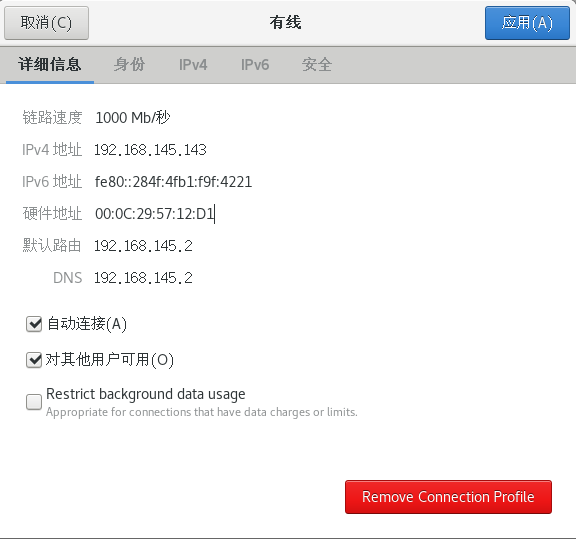 取消(C) 有线 应用(A)
详细信息 身份 IPv4 IPv6 安全
链路速度 1000 Mb/秒
IPv4 地址 192.168.145.143
IPv6 地址 fe80::284f:4fb1:f9f:4221
硬件地址 00:0C:29:57:12:D1
默认路由 192.168.145.2
DNS 192.168.145.2
自动连接(A)
对其他用户可用(O)
Restrict background data usage
Appropriate for connections that have data charges or limits.
Remove Connection Profile